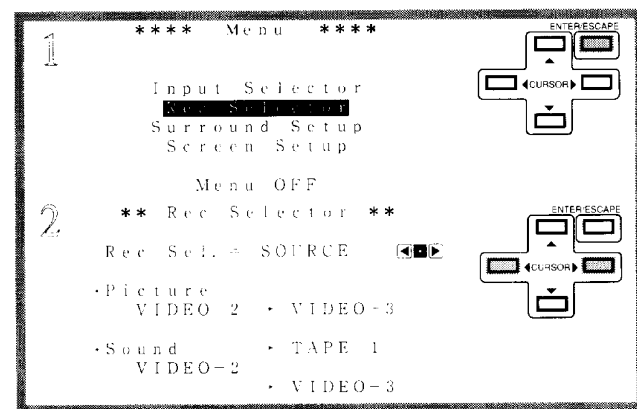 1
**** Menu ****
ENTER/ESCAPE
Input Selector
◀CURSOR▶
Rec Selector
Surround Setup
Screen Setup
Menu OFF
2
** Rec Selector **
ENTER/ESCAPE
Rec Sel. = SOURCE ◀▪▶
◀CURSOR▶
・Picture
VIDEO-2 ▸ VIDEO-3
・Sound ▸ TAPE 1
VIDEO-2
▸ VIDEO-3